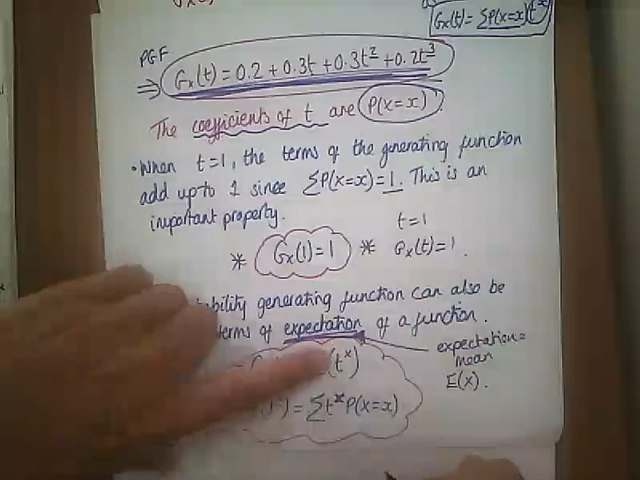 Gx(t) = ΣP(X=x)t^x
PGF
⇒ Gx(t) = 0.2 + 0.3t + 0.3t² + 0.2t³
The coefficients of t are P(X=x).
• When t=1, the terms of the generating function
add up to 1 since ΣP(X=x)=1. This is an
important property.
t=1
* Gx(1)=1 * Gx(t)=1.
generating function can also be
terms of expectation of a function.
expectation=
mean
E(X).
(t^x)
) = Σt^x P(X=x)